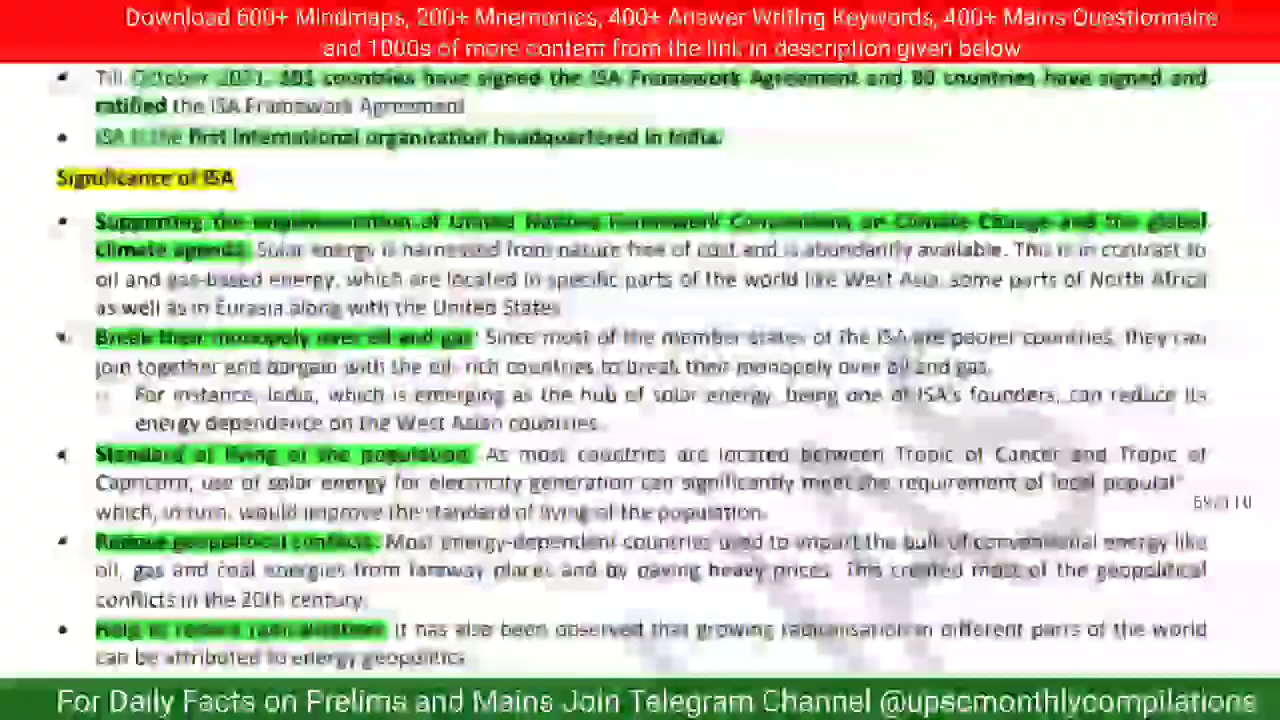 Download 600+ Mindmaps, 200+ Mnemonics, 400+ Answer Writing Keywords, 400+ Mains Questionnaire
and 1000s of more content from the link in description given below
Till October 2021, 101 countries have signed the ISA Framework Agreement and 80 countries have signed and
ratified the ISA Framework Agreement
ISA is the first international organization headquartered in India.
Significance of ISA
Supporting the implementation of United Nations Framework Convention on Climate Change and the global
climate agenda: Solar energy is harnessed from nature free of cost and is abundantly available. This is in contrast to
oil and gas-based energy, which are located in specific parts of the world like West Asia, some parts of North Africa
as well as in Eurasia along with the United States
Break their monopoly over oil and gas: Since most of the member states of the ISA are poorer countries, they can
join together and bargain with the oil-rich countries to break their monopoly over oil and gas.
For instance, India, which is emerging as the hub of solar energy, being one of ISA's founders, can reduce its
energy dependence on the West Asian countries.
Standard of living of the population: As most countries are located between Tropic of Cancer and Tropic of
Capricorn, use of solar energy for electricity generation can significantly meet the requirement of local populat
which, in turn, would improve the standard of living of the population.
Reduce geopolitical conflicts: Most energy-dependent countries used to import the bulk of conventional energy like
oil, gas and coal energies from faraway places and by paying heavy prices. This created most of the geopolitical
conflicts in the 20th century.
Help to reduce radicalisation: It has also been observed that growing radicalisation in different parts of the world
can be attributed to energy geopolitics
For Daily Facts on Prelims and Mains Join Telegram Channel @upscmonthlycompilations